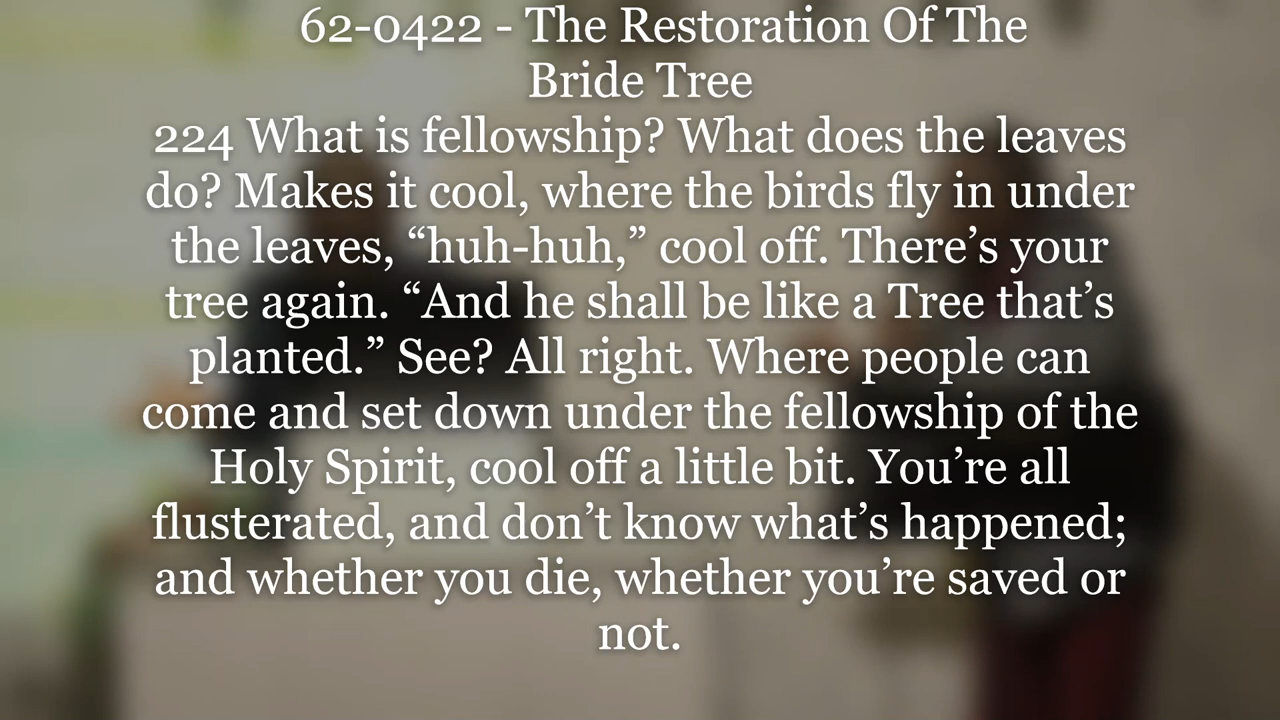 62-0422 - The Restoration Of The
Bride Tree
224 What is fellowship? What does the leaves
do? Makes it cool, where the birds fly in under
the leaves, “huh-huh,” cool off. There’s your
tree again. “And he shall be like a Tree that’s
planted.” See? All right. Where people can
come and set down under the fellowship of the
Holy Spirit, cool off a little bit. You’re all
flusterated, and don’t know what’s happened;
and whether you die, whether you’re saved or
not.